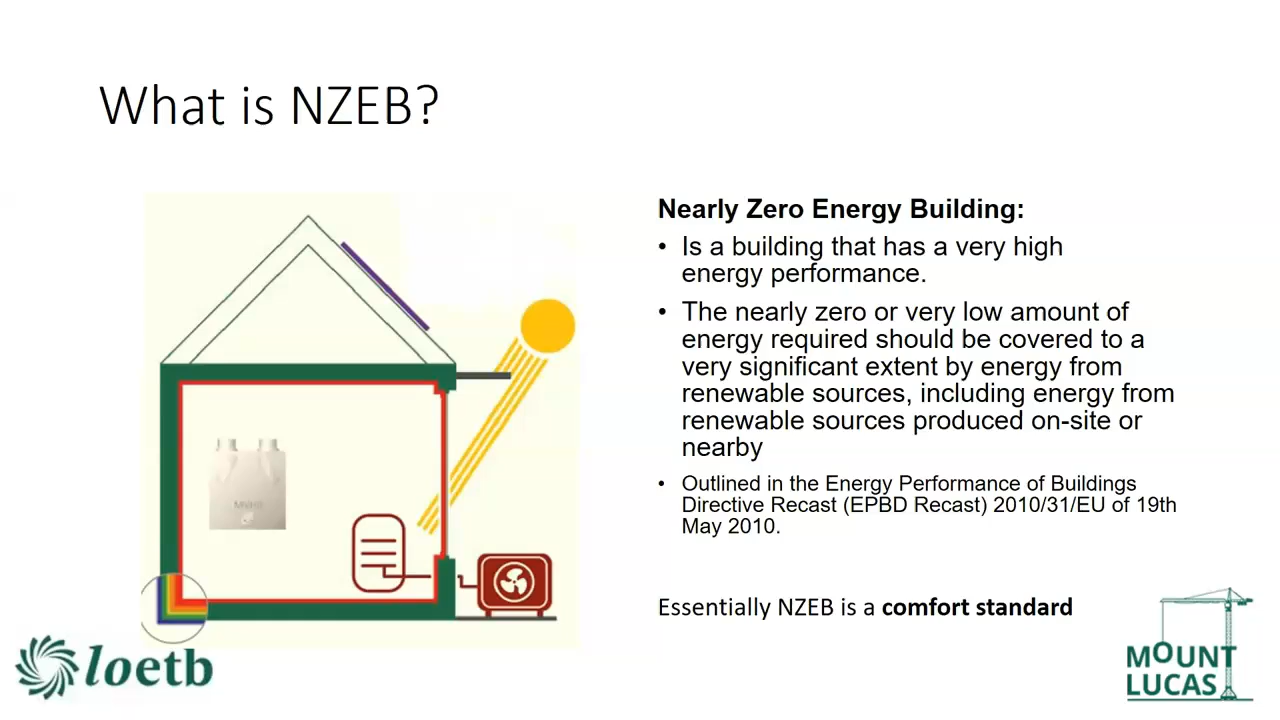 What is NZEB?
Nearly Zero Energy Building:
• Is a building that has a very high
energy performance.
• The nearly zero or very low amount of
energy required should be covered to a
very significant extent by energy from
renewable sources, including energy from
renewable sources produced on-site or
nearby
• Outlined in the Energy Performance of Buildings
Directive Recast (EPBD Recast) 2010/31/EU of 19th
May 2010.
Essentially NZEB is a comfort standard
loetb
MOUNT
LUCAS